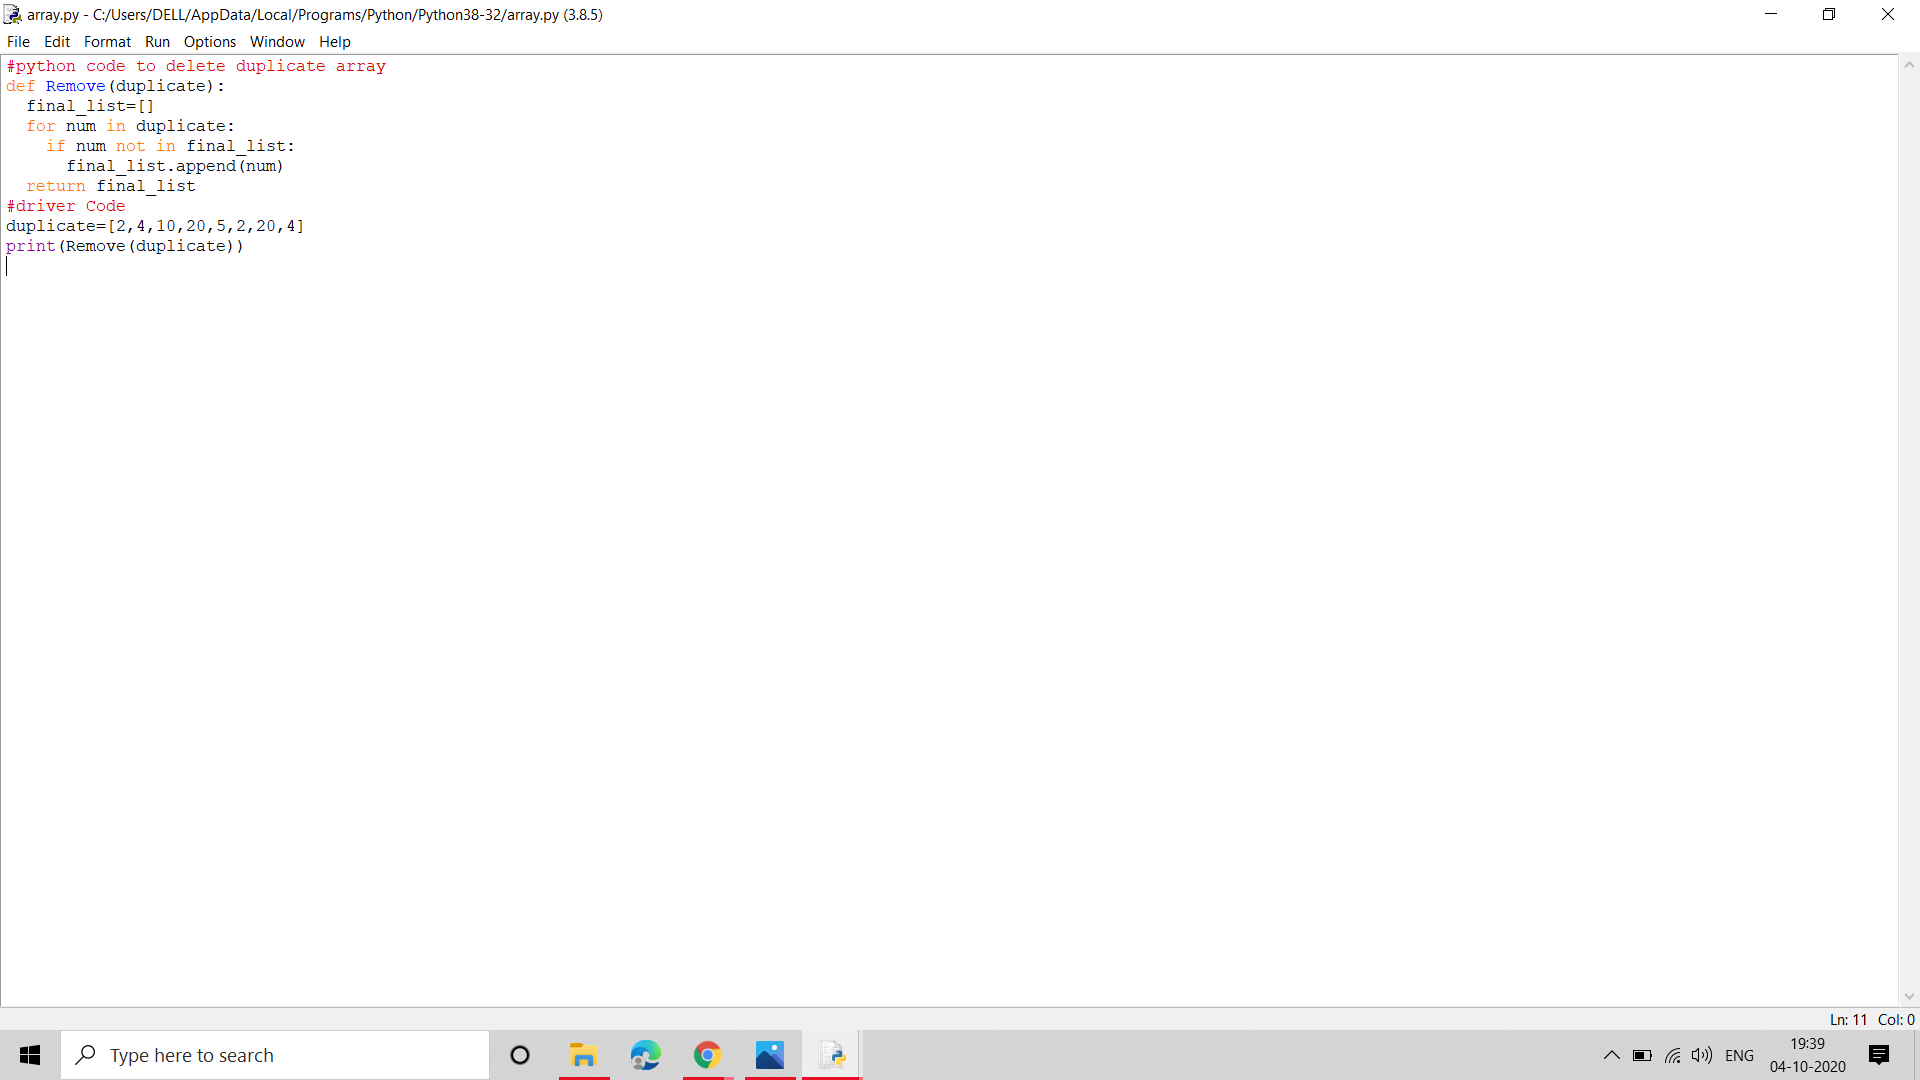 array.py - C:/Users/DELL/AppData/Local/Programs/Python/Python38-32/array.py (3.8.5)
File Edit Format Run Options Window Help
#python code to delete duplicate array
def Remove(duplicate):
  final_list=[]
  for num in duplicate:
    if num not in final_list:
      final_list.append(num)
  return final_list
#driver Code
duplicate=[2,4,10,20,5,2,20,4]
print(Remove(duplicate))
Ln: 11 Col: 0
Type here to search
ENG
19:39
04-10-2020